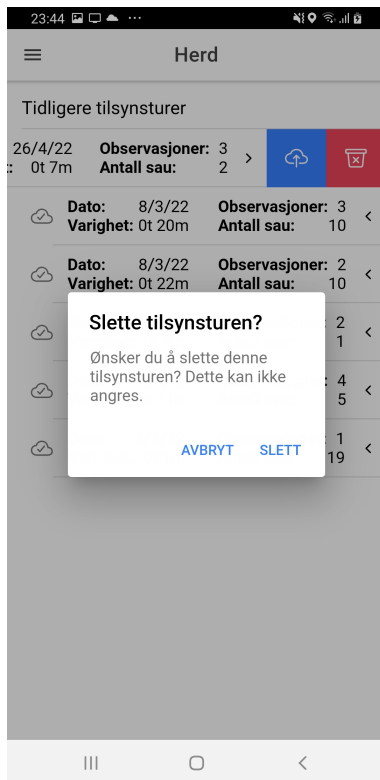 23:44
Herd
Tidligere tilsynsturer
26/4/22 Observasjoner: 3
: 0t 7m Antall sau: 2
Dato: 8/3/22 Observasjoner: 3
Varighet: 0t 20m Antall sau: 10
Dato: 8/3/22 Observasjoner: 2
Varighet: 0t 22m Antall sau: 10
: 2
1
: 4
5
: 1
19
Slette tilsynsturen?
Ønsker du å slette denne
tilsynsturen? Dette kan ikke
angres.
AVBRYT SLETT